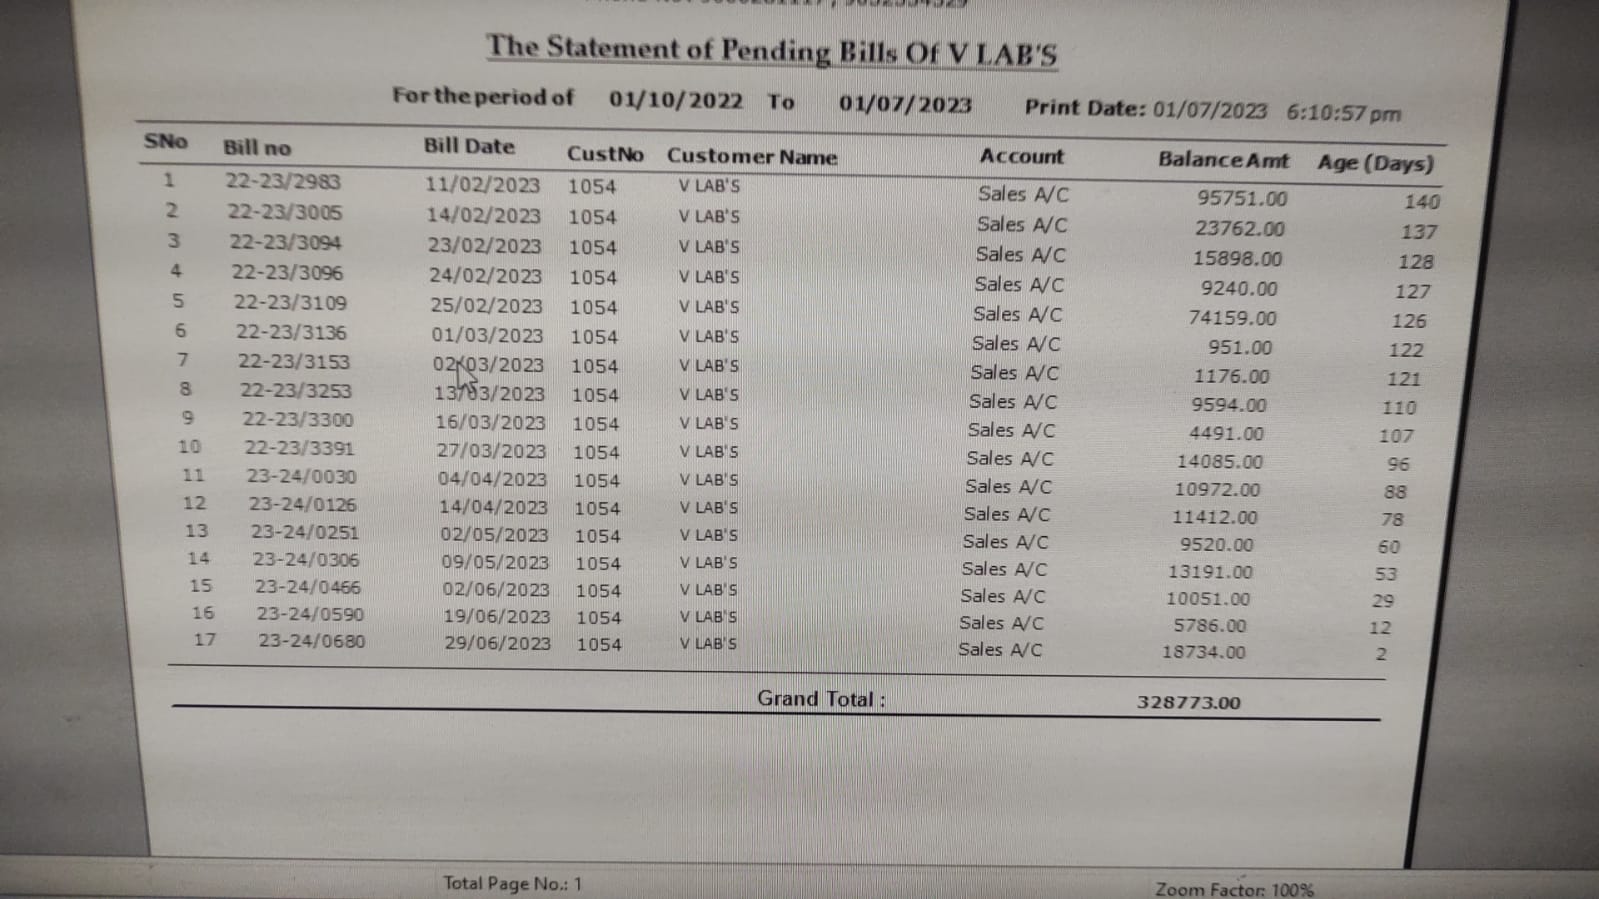 The Statement of Pending Bills Of V LAB'S
For the period of 01/10/2022 To 01/07/2023 Print Date: 01/07/2023 6:10:57 pm
SNo Bill no Bill Date CustNo Customer Name Account Balance Amt Age (Days)
1 22-23/2983 11/02/2023 1054 V LAB'S Sales A/C 95751.00 140
2 22-23/3005 14/02/2023 1054 V LAB'S Sales A/C 23762.00 137
3 22-23/3094 23/02/2023 1054 V LAB'S Sales A/C 15898.00 128
4 22-23/3096 24/02/2023 1054 V LAB'S Sales A/C 9240.00 127
5 22-23/3109 25/02/2023 1054 V LAB'S Sales A/C 74159.00 126
6 22-23/3136 01/03/2023 1054 V LAB'S Sales A/C 951.00 122
7 22-23/3153 02/03/2023 1054 V LAB'S Sales A/C 1176.00 121
8 22-23/3253 13/03/2023 1054 V LAB'S Sales A/C 9594.00 110
9 22-23/3300 16/03/2023 1054 V LAB'S Sales A/C 4491.00 107
10 22-23/3391 27/03/2023 1054 V LAB'S Sales A/C 14085.00 96
11 23-24/0030 04/04/2023 1054 V LAB'S Sales A/C 10972.00 88
12 23-24/0126 14/04/2023 1054 V LAB'S Sales A/C 11412.00 78
13 23-24/0251 02/05/2023 1054 V LAB'S Sales A/C 9520.00 60
14 23-24/0306 09/05/2023 1054 V LAB'S Sales A/C 13191.00 53
15 23-24/0466 02/06/2023 1054 V LAB'S Sales A/C 10051.00 29
16 23-24/0590 19/06/2023 1054 V LAB'S Sales A/C 5786.00 12
17 23-24/0680 29/06/2023 1054 V LAB'S Sales A/C 18734.00 2
Grand Total : 328773.00
Total Page No.: 1 Zoom Factor: 100%